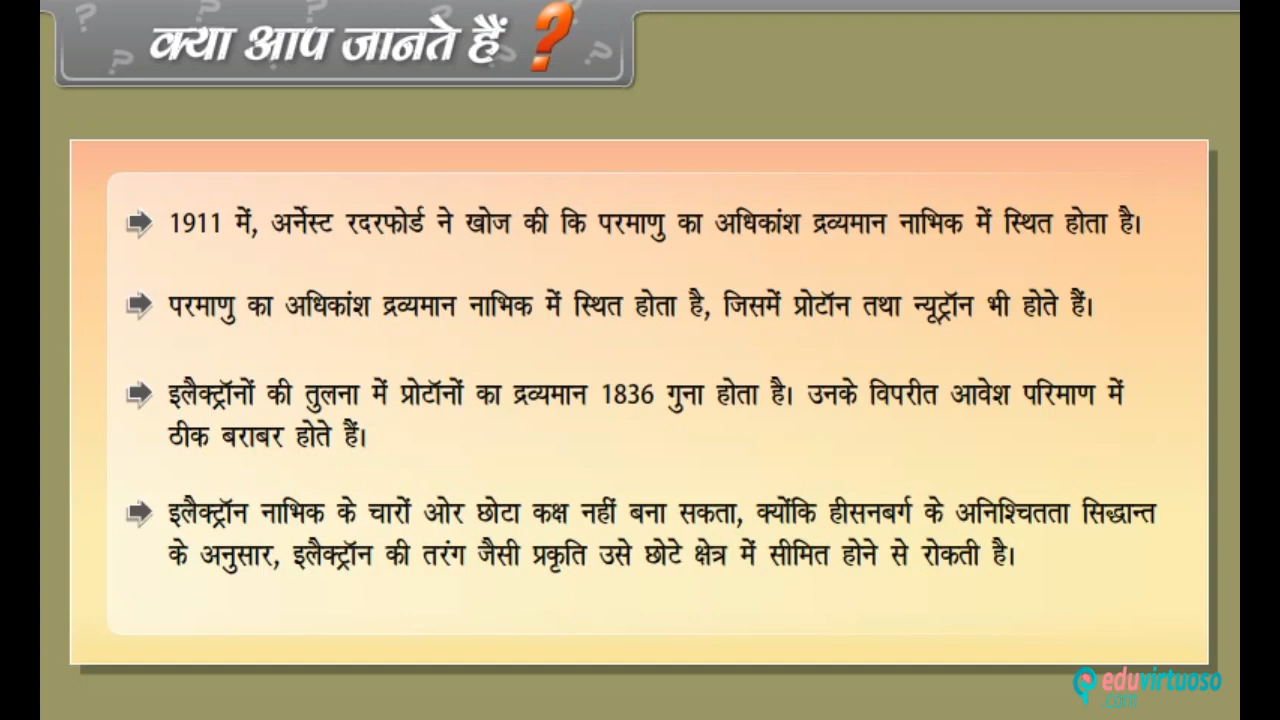 क्या आप जानते हैं ?
1911 में, अर्नेस्ट रदरफोर्ड ने खोज की कि परमाणु का अधिकांश द्रव्यमान नाभिक में स्थित होता है।
परमाणु का अधिकांश द्रव्यमान नाभिक में स्थित होता है, जिसमें प्रोटॉन तथा न्यूट्रॉन भी होते हैं।
इलैक्ट्रॉनों की तुलना में प्रोटॉनों का द्रव्यमान 1836 गुना होता है। उनके विपरीत आवेश परिमाण में
ठीक बराबर होते हैं।
इलैक्ट्रॉन नाभिक के चारों ओर छोटा कक्ष नहीं बना सकता, क्योंकि हीसनबर्ग के अनिश्चितता सिद्धान्त
के अनुसार, इलैक्ट्रॉन की तरंग जैसी प्रकृति उसे छोटे क्षेत्र में सीमित होने से रोकती है।
eduvirtuoso
.com